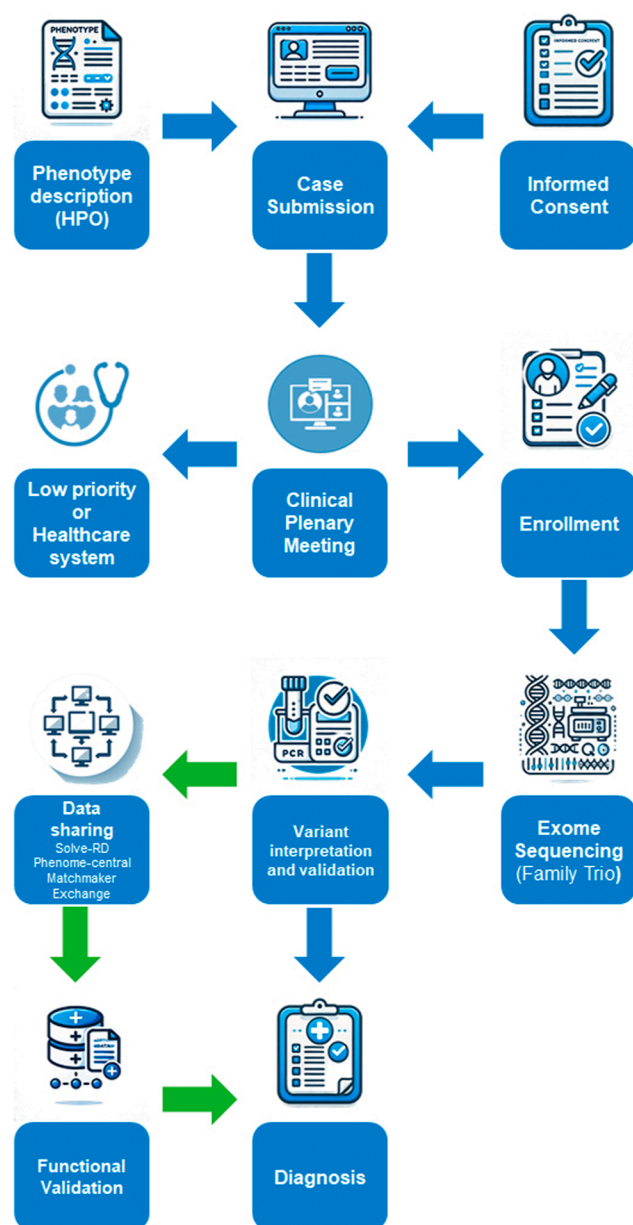 PHENOTYPE
INFORMED CONSENT
Phenotype
description
(HPO)
Case
Submission
Informed
Consent
Low priority
or
Healthcare
system
Clinical
Plenary
Meeting
Enrollment
PCR
Data
sharing
Solve-RD
Phenome-central
Matchmaker
Exchange
Variant
interpretation
and validation
Exome
Sequencing
(Family Trio)
Functional
Validation
Diagnosis